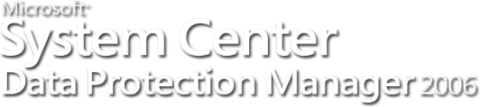 Microsoft®
System Center
Data Protection Manager 2006